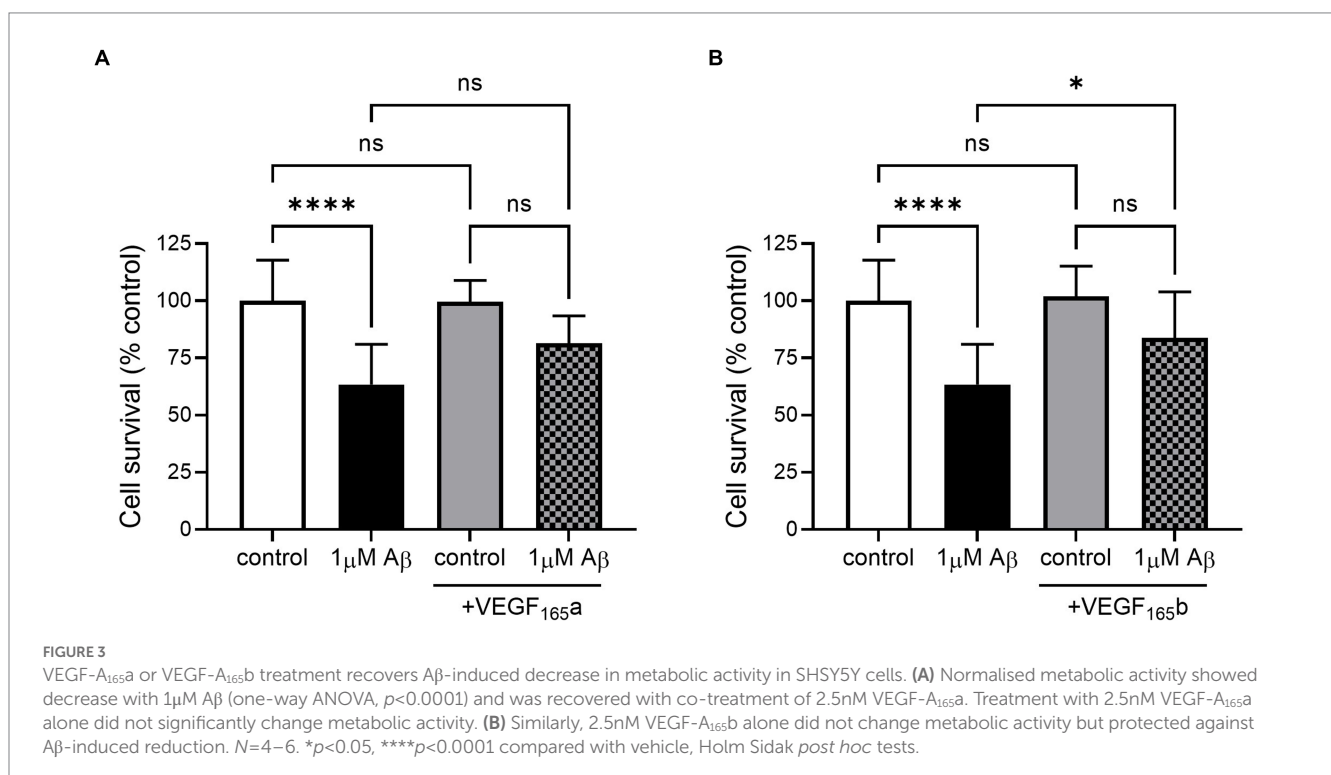 A
B
ns
*
ns
ns
****
ns
****
ns
Cell survival (% control)
125
100
75
50
25
0
control
1μM Aβ
control
1μM Aβ
+VEGF₁₆₅a
Cell survival (% control)
125
100
75
50
25
0
control
1μM Aβ
control
1μM Aβ
+VEGF₁₆₅b
FIGURE 3
VEGF-A₁₆₅a or VEGF-A₁₆₅b treatment recovers Aβ-induced decrease in metabolic activity in SHSY5Y cells. (A) Normalised metabolic activity showed
decrease with 1μM Aβ (one-way ANOVA, p<0.0001) and was recovered with co-treatment of 2.5nM VEGF-A₁₆₅a. Treatment with 2.5nM VEGF-A₁₆₅a
alone did not significantly change metabolic activity. (B) Similarly, 2.5nM VEGF-A₁₆₅b alone did not change metabolic activity but protected against
Aβ-induced reduction. N=4–6. *p<0.05, ****p<0.0001 compared with vehicle, Holm Sidak post hoc tests.